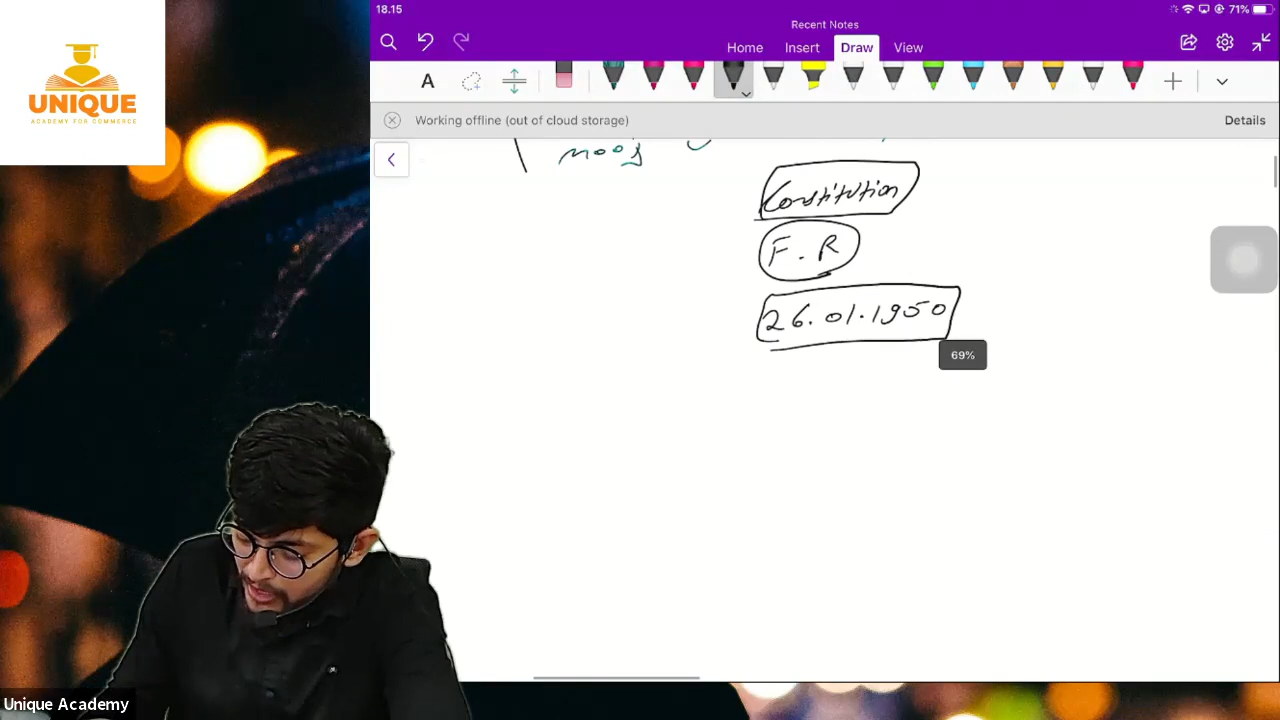 UNIQUE
ACADEMY FOR COMMERCE
18.15
71%
Recent Notes
Home Insert Draw View
A
Working offline (out of cloud storage)
Details
Constitution
F.R
26.01.1950
69%
Unique Academy